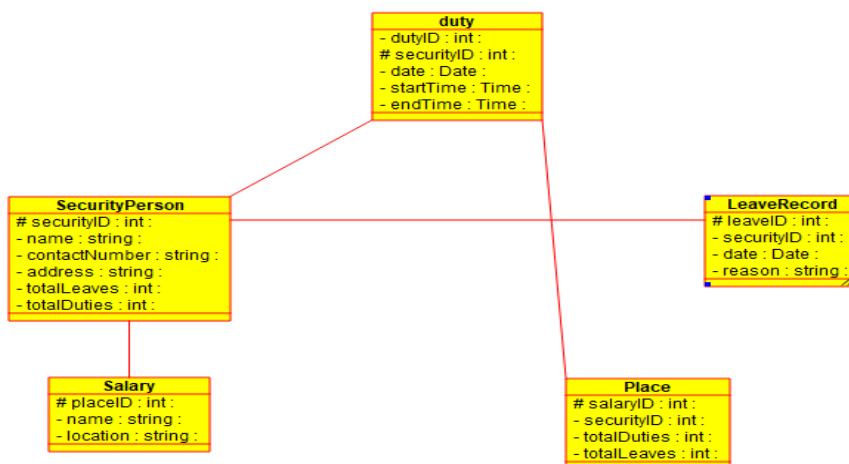 duty
- dutyID : int :
# securityID : int :
- date : Date :
- startTime : Time :
- endTime : Time :
SecurityPerson
# securityID : int :
- name : string :
- contactNumber : string :
- address : string :
- totalLeaves : int :
- totalDuties : int :
LeaveRecord
# leaveID : int :
- securityID : int :
- date : Date :
- reason : string :
Salary
# placeID : int :
- name : string :
- location : string :
Place
# salaryID : int :
- securityID : int :
- totalDuties : int :
- totalLeaves : int :